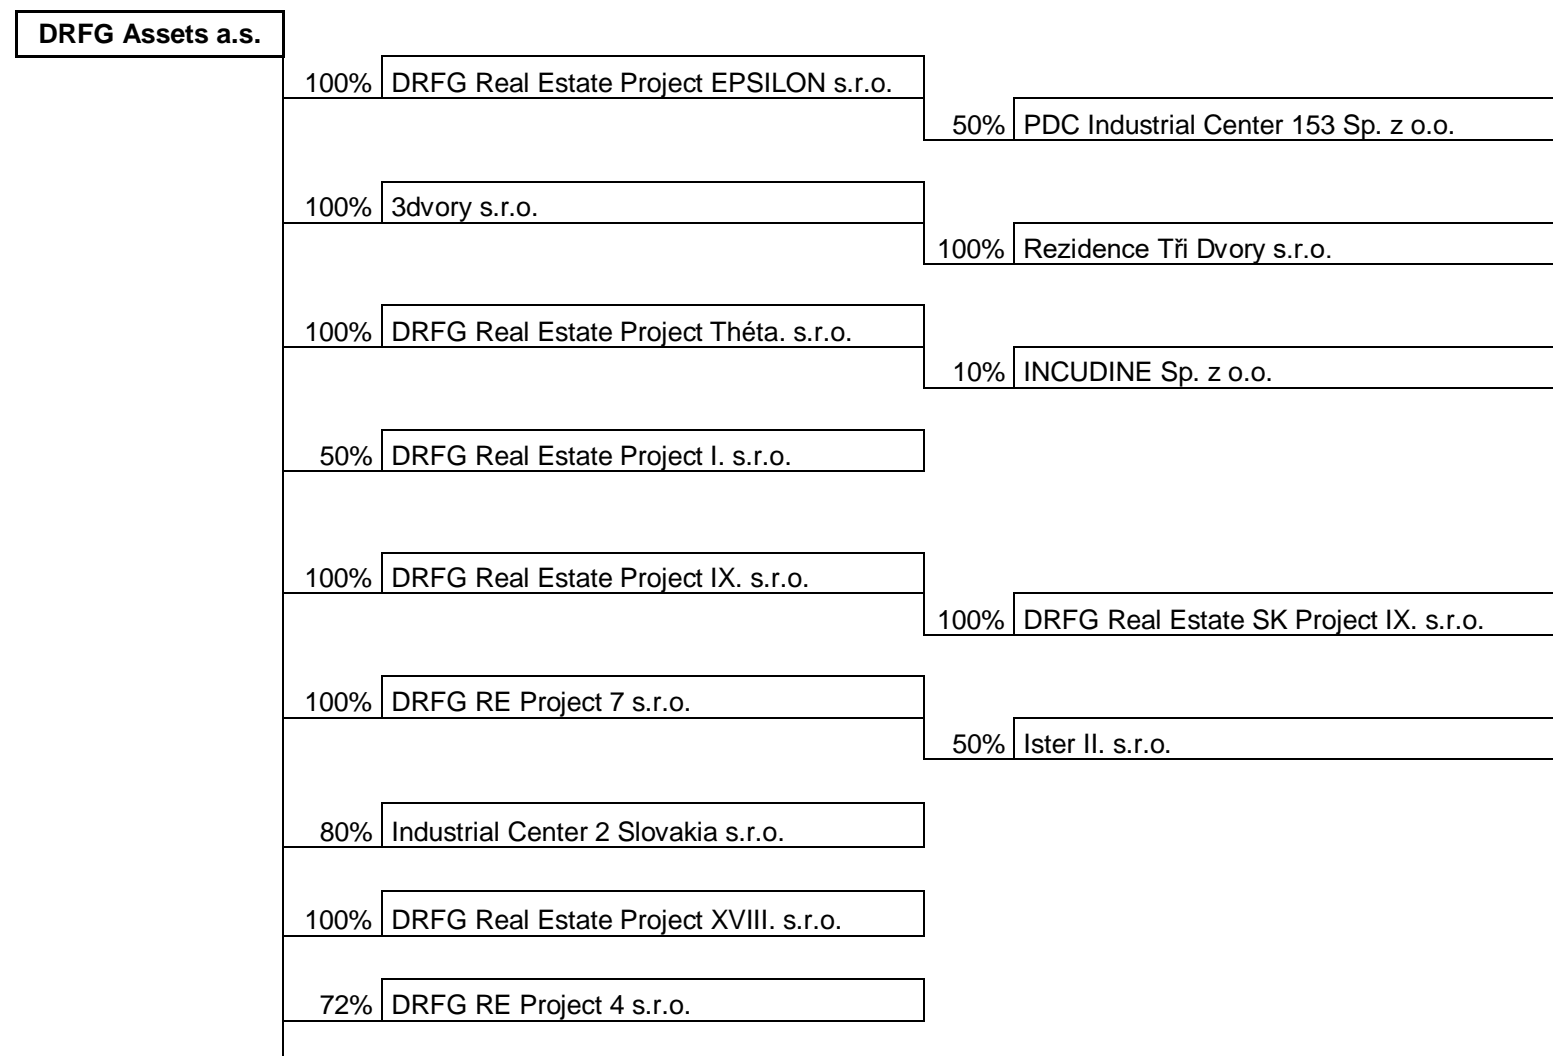 DRFG Assets a.s.
100% DRFG Real Estate Project EPSILON s.r.o.
50% PDC Industrial Center 153 Sp. z o.o.
100% 3dvory s.r.o.
100% Rezidence Tři Dvory s.r.o.
100% DRFG Real Estate Project Théta. s.r.o.
10% INCUDINE Sp. z o.o.
50% DRFG Real Estate Project I. s.r.o.
100% DRFG Real Estate Project IX. s.r.o.
100% DRFG Real Estate SK Project IX. s.r.o.
100% DRFG RE Project 7 s.r.o.
50% Ister II. s.r.o.
80% Industrial Center 2 Slovakia s.r.o.
100% DRFG Real Estate Project XVIII. s.r.o.
72% DRFG RE Project 4 s.r.o.